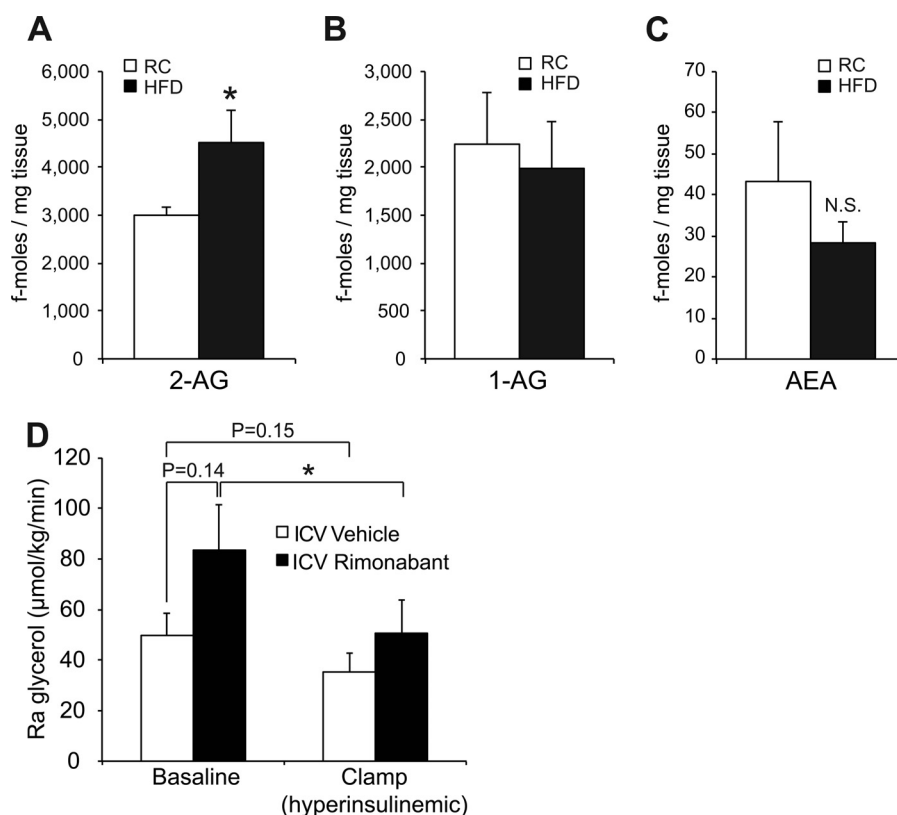 A
RC
HFD
*
6,000
5,000
4,000
3,000
2,000
1,000
0
f-moles / mg tissue
2-AG
B
RC
HFD
3,000
2,500
2,000
1,500
1,000
500
0
f-moles / mg tissue
1-AG
C
RC
HFD
N.S.
70
60
50
40
30
20
10
0
f-moles / mg tissue
AEA
D
P=0.15
P=0.14
*
ICV Vehicle
ICV Rimonabant
120
100
80
60
40
20
0
Ra glycerol (μmol/kg/min)
Basaline
Clamp
(hyperinsulinemic)